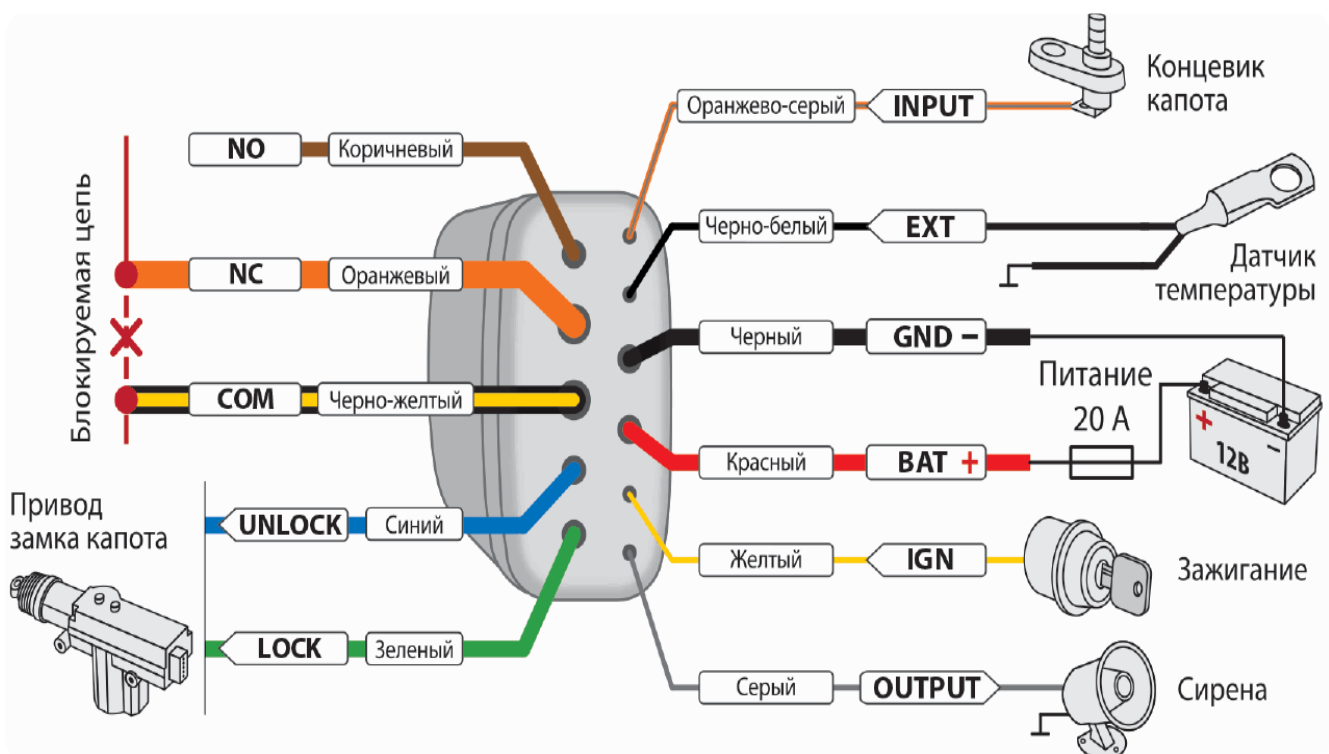 Блокируемая цепь
NO
Коричневый
NC
Оранжевый
COM
Черно-желтый
Привод
замка капота
UNLOCK
Синий
LOCK
Зеленый
Оранжево-серый
INPUT
Концевик
капота
Черно-белый
EXT
Датчик
температуры
Черный
GND −
Питание
20 А
Красный
BAT +
+ −
12В
Желтый
IGN
Зажигание
Серый
OUTPUT
Сирена